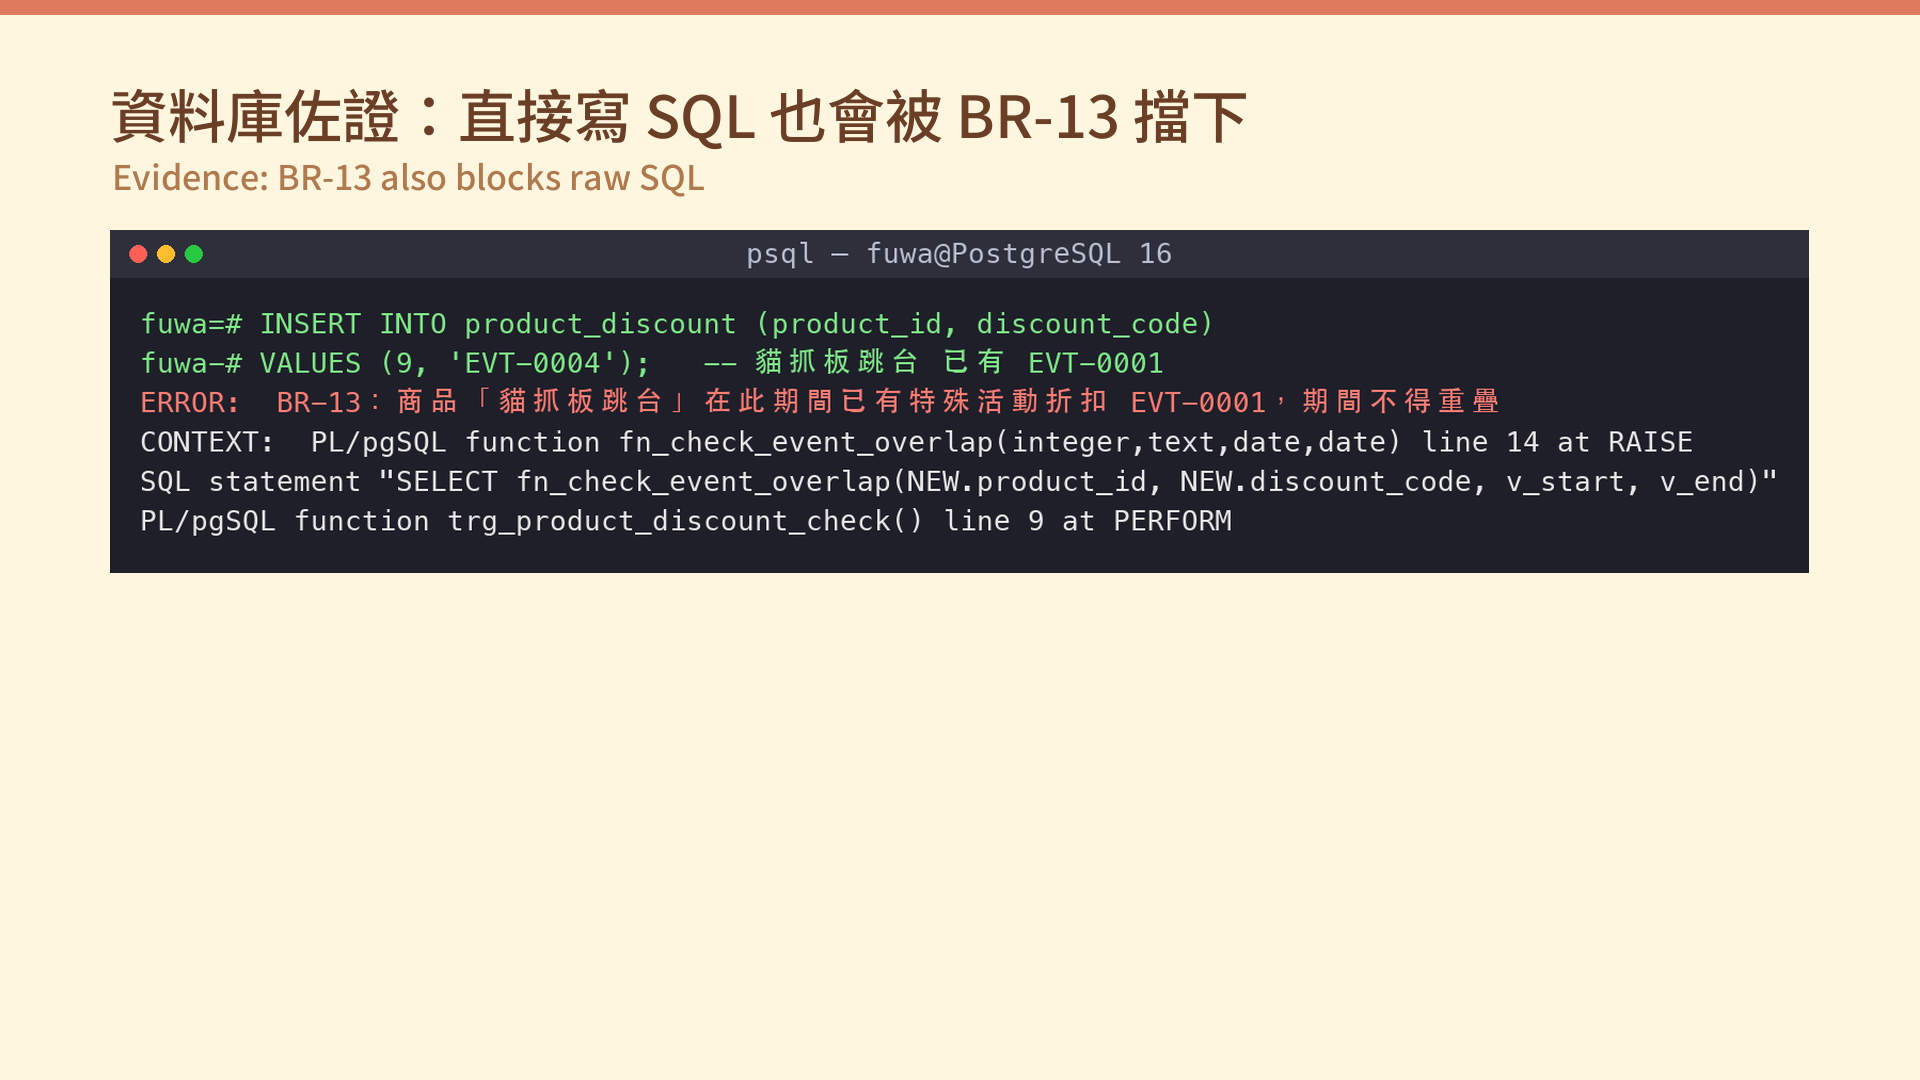 資料庫佐證：直接寫 SQL 也會被 BR-13 擋下
Evidence: BR-13 also blocks raw SQL
psql — fuwa@PostgreSQL 16
fuwa=# INSERT INTO product_discount (product_id, discount_code)
fuwa-# VALUES (9, 'EVT-0004');   -- 貓抓板跳台 已有 EVT-0001
ERROR:  BR-13：商品「貓抓板跳台」在此期間已有特殊活動折扣 EVT-0001，期間不得重疊
CONTEXT:  PL/pgSQL function fn_check_event_overlap(integer,text,date,date) line 14 at RAISE
SQL statement "SELECT fn_check_event_overlap(NEW.product_id, NEW.discount_code, v_start, v_end)"
PL/pgSQL function trg_product_discount_check() line 9 at PERFORM